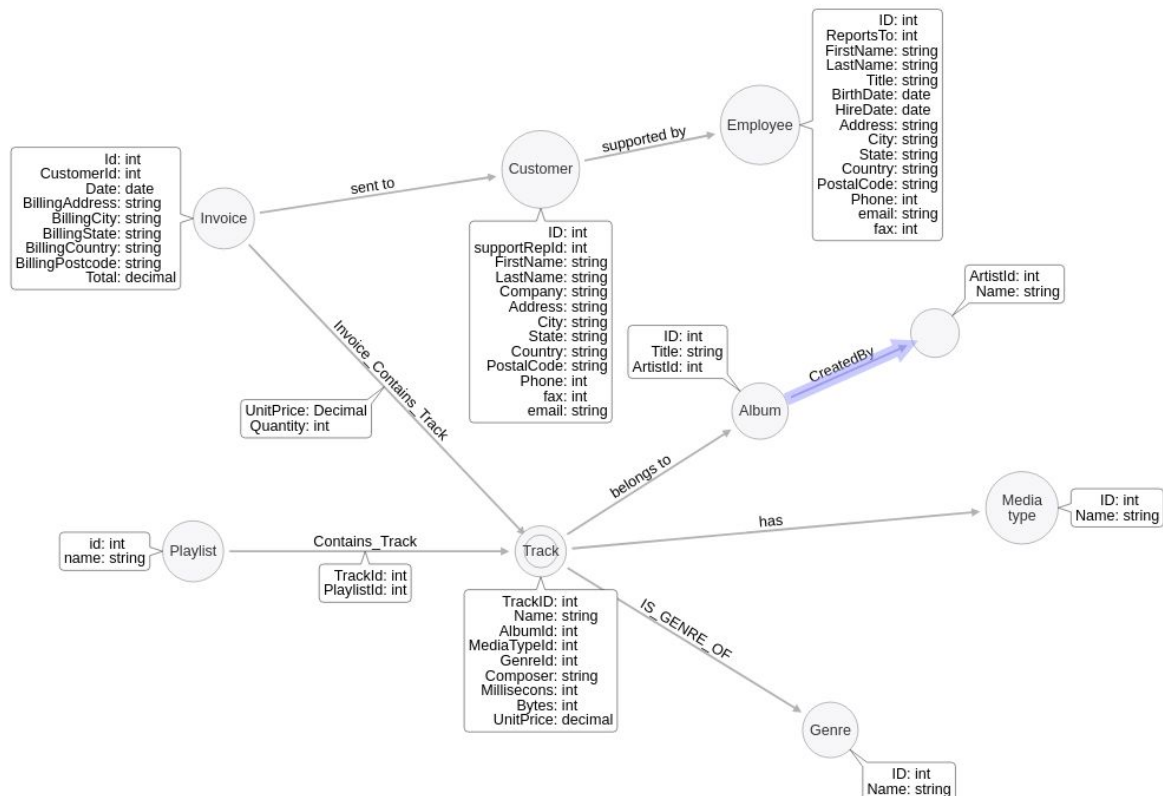 ID: int
ReportsTo: int
FirstName: string
LastName: string
Title: string
BirthDate: date
HireDate: date
Address: string
City: string
State: string
Country: string
PostalCode: string
Phone: int
email: string
fax: int
Employee
supported by
Customer
sent to
Id: int
CustomerId: int
Date: date
BillingAddress: string
BillingCity: string
BillingState: string
BillingCountry: string
BillingPostcode: string
Total: decimal
Invoice
ID: int
supportRepId: int
FirstName: string
LastName: string
Company: string
Address: string
City: string
State: string
Country: string
PostalCode: string
Phone: int
fax: int
email: string
ArtistId: int
Name: string
CreatedBy
ID: int
Title: string
ArtistId: int
Album
Invoice_Contains_Track
UnitPrice: Decimal
Quantity: int
belongs to
Media
type
ID: int
Name: string
has
id: int
name: string
Playlist
Contains_Track
TrackId: int
PlaylistId: int
Track
TrackID: int
Name: string
AlbumId: int
MediaTypeId: int
GenreId: int
Composer: string
Millisecons: int
Bytes: int
UnitPrice: decimal
IS_GENRE_OF
Genre
ID: int
Name: string